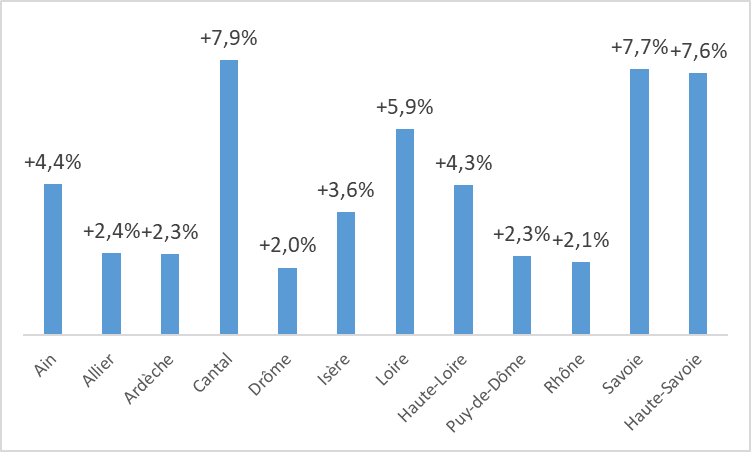 +4,4%
+2,4%
+2,3%
+7,9%
+2,0%
+3,6%
+5,9%
+4,3%
+2,3%
+2,1%
+7,7%
+7,6%
Ain
Allier
Ardèche
Cantal
Drôme
Isère
Loire
Haute-Loire
Puy-de-Dôme
Rhône
Savoie
Haute-Savoie